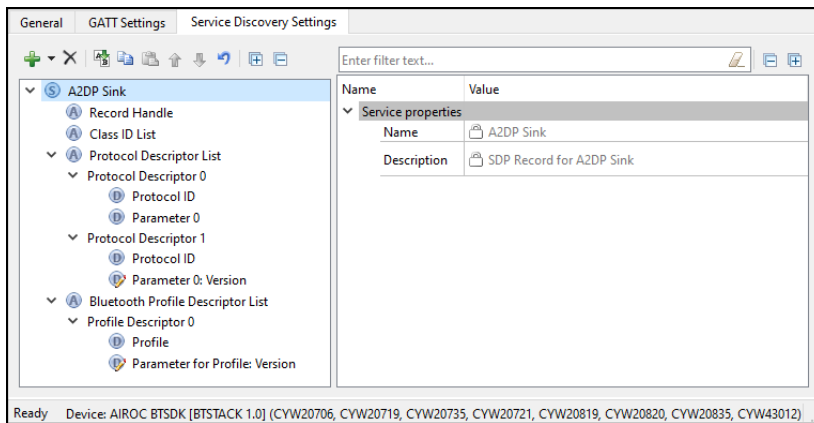 General GATT Settings Service Discovery Settings
Enter filter text...
S A2DP Sink
A Record Handle
A Class ID List
A Protocol Descriptor List
Protocol Descriptor 0
D Protocol ID
D Parameter 0
Protocol Descriptor 1
D Protocol ID
D Parameter 0: Version
A Bluetooth Profile Descriptor List
Profile Descriptor 0
D Profile
D Parameter for Profile: Version
Name Value
Service properties
Name A2DP Sink
Description SDP Record for A2DP Sink
Ready Device: AIROC BTSDK [BTSTACK 1.0] (CYW20706, CYW20719, CYW20735, CYW20721, CYW20819, CYW20820, CYW20835, CYW43012)